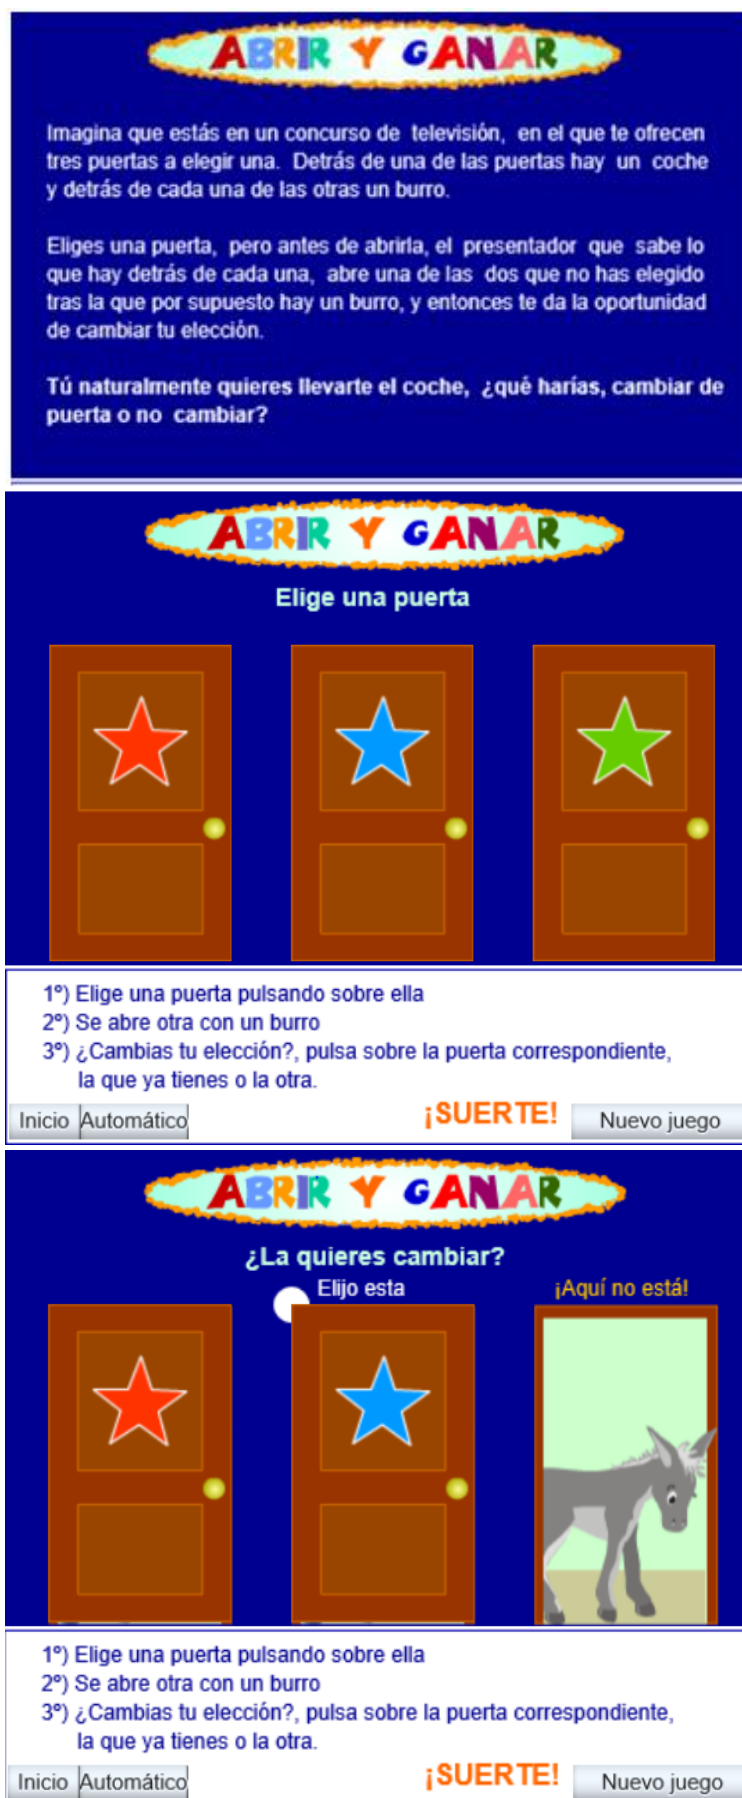 ABRIR Y GANAR
Imagina que estás en un concurso de televisión, en el que te ofrecen
tres puertas a elegir una. Detrás de una de las puertas hay un coche
y detrás de cada una de las otras un burro.
Eliges una puerta, pero antes de abrirla, el presentador que sabe lo
que hay detrás de cada una, abre una de las dos que no has elegido
tras la que por supuesto hay un burro, y entonces te da la oportunidad
de cambiar tu elección.
Tú naturalmente quieres llevarte el coche, ¿qué harías, cambiar de
puerta o no cambiar?
ABRIR Y GANAR
Elige una puerta
1º) Elige una puerta pulsando sobre ella
2º) Se abre otra con un burro
3º) ¿Cambias tu elección?, pulsa sobre la puerta correspondiente,
la que ya tienes o la otra.
Inicio Automático ¡SUERTE! Nuevo juego
ABRIR Y GANAR
¿La quieres cambiar?
Elijo esta ¡Aquí no está!
1º) Elige una puerta pulsando sobre ella
2º) Se abre otra con un burro
3º) ¿Cambias tu elección?, pulsa sobre la puerta correspondiente,
la que ya tienes o la otra.
Inicio Automático ¡SUERTE! Nuevo juego